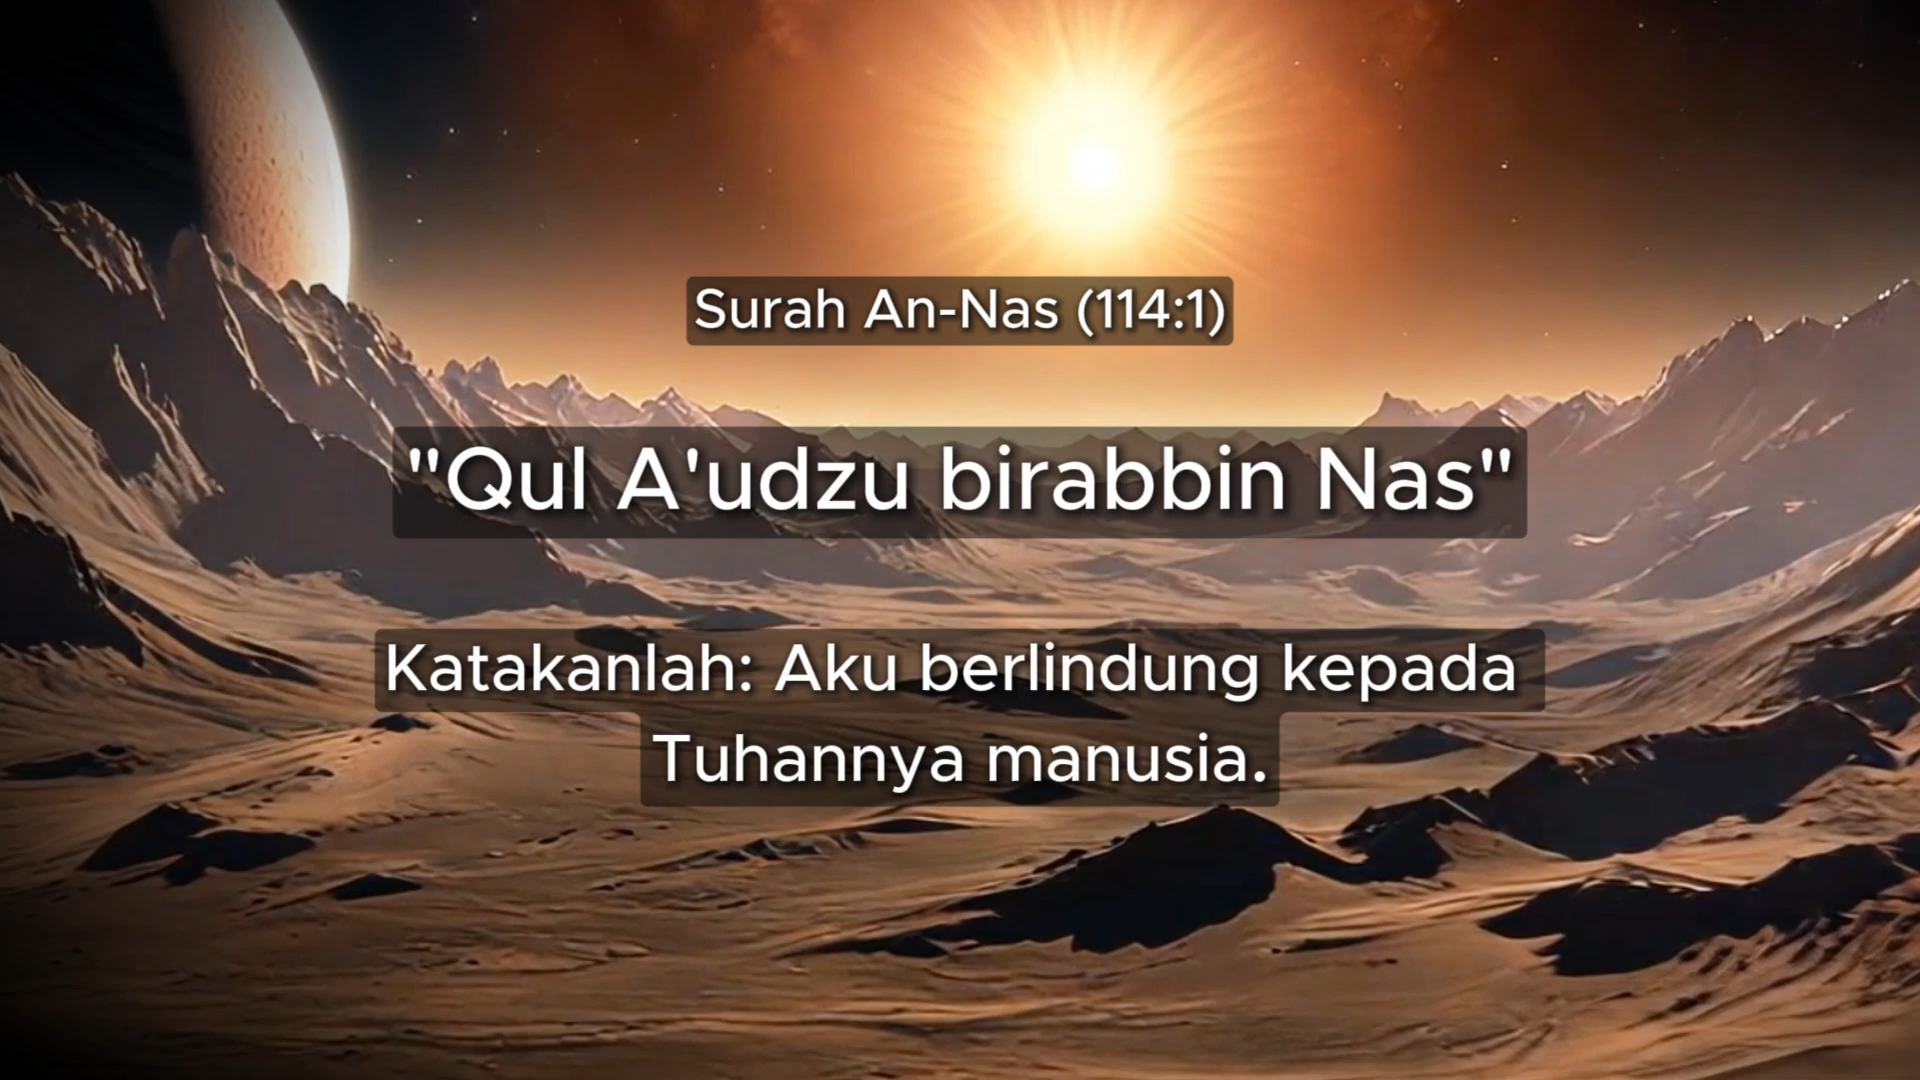 Surah An-Nas (114:1)
"Qul A'udzu birabbin Nas"
Katakanlah: Aku berlindung kepada
Tuhannya manusia.